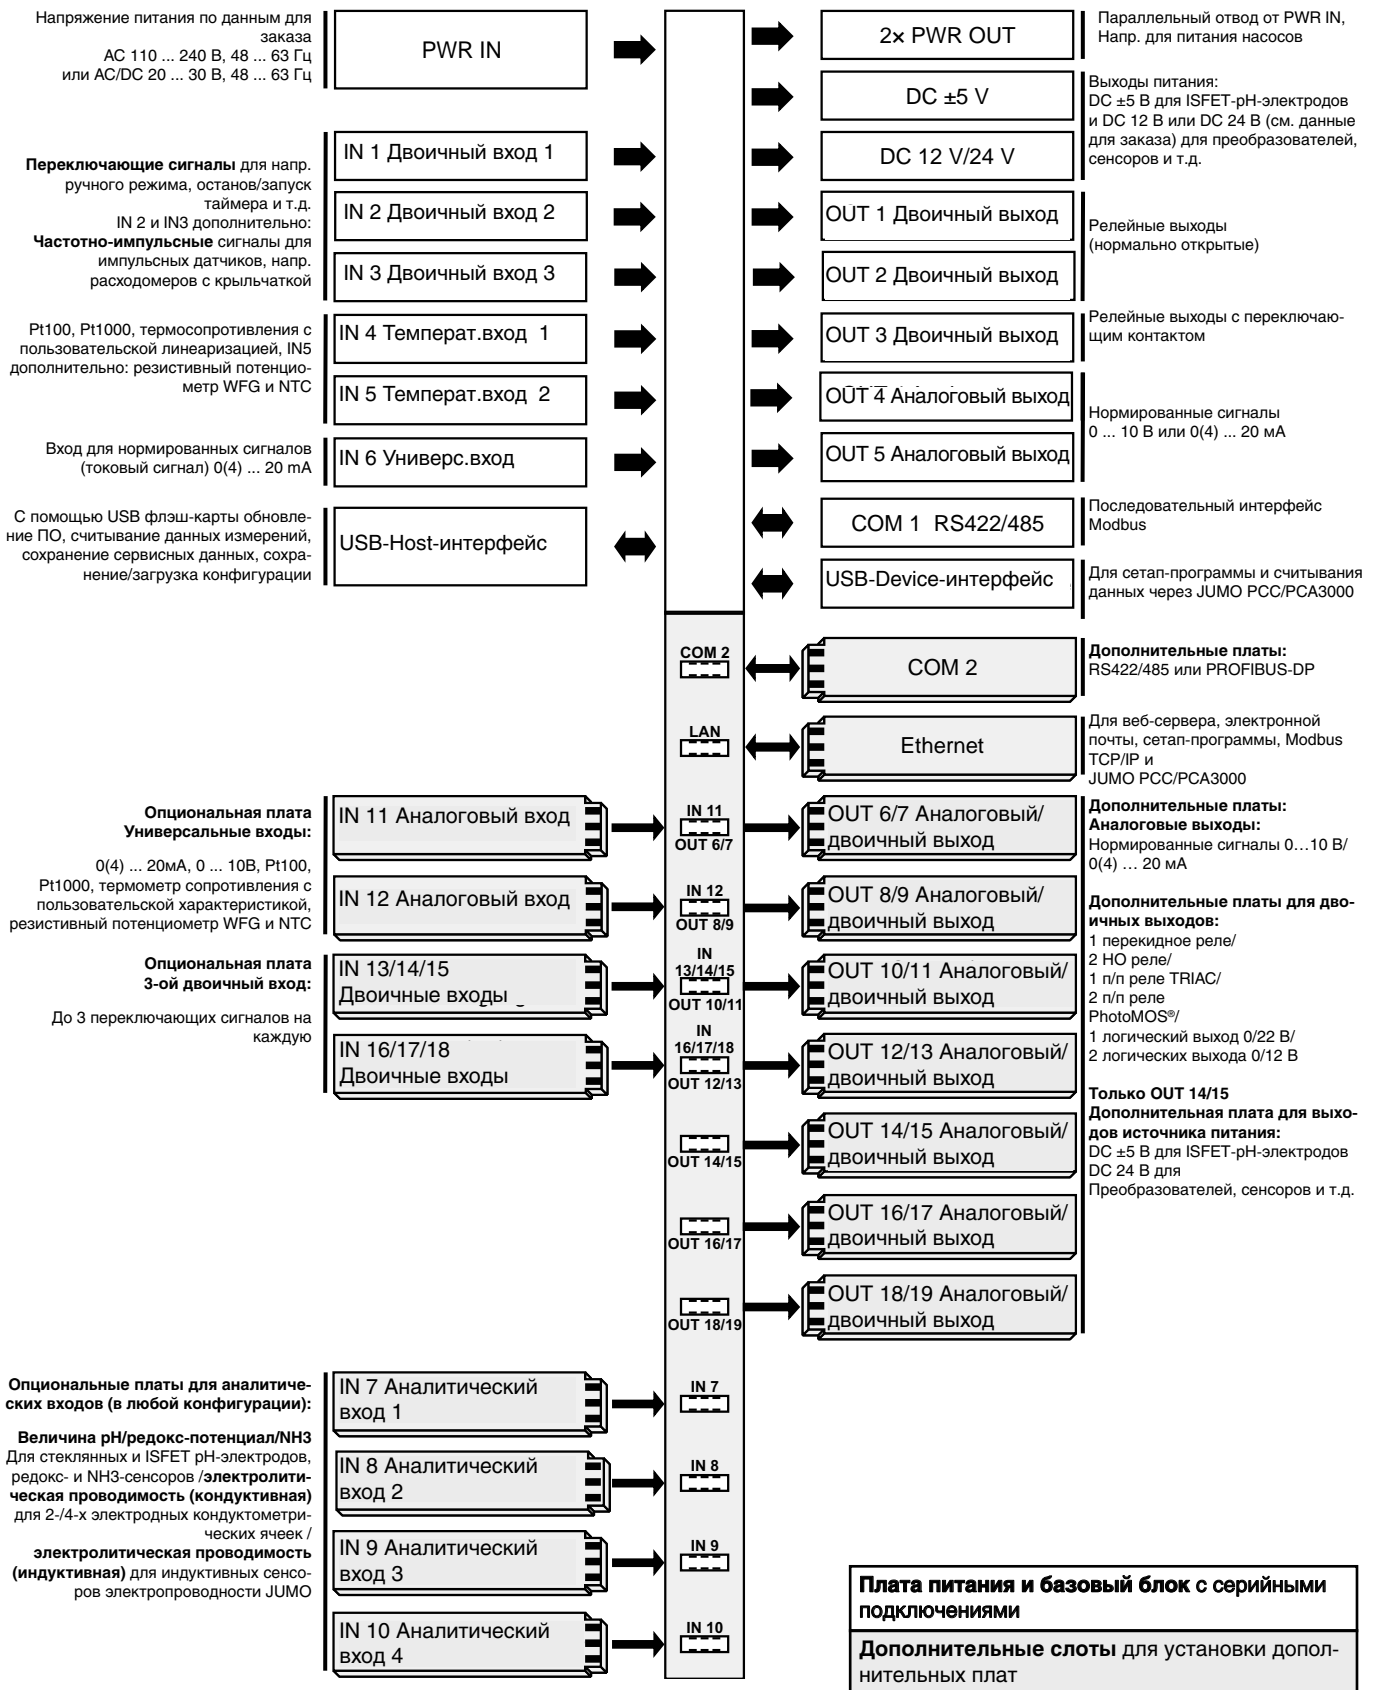 Напряжение питания по данным для
заказа
AC 110 ... 240 В, 48 ... 63 Гц
или AC/DC 20 ... 30 В, 48 ... 63 Гц
PWR IN
2x PWR OUT
Параллельный отвод от PWR IN,
Напр. для питания насосов
DC ±5 V
DC 12 V/24 V
Выходы питания:
DC ±5 В для ISFET-pH-электродов
и DC 12 В или DC 24 В (см. данные
для заказа) для преобразователей,
сенсоров и т.д.
Переключающие сигналы для напр.
ручного режима, останов/запуск
таймера и т.д.
IN 2 и IN3 дополнительно:
Частотно-импульсные сигналы для
импульсных датчиков, напр.
расходомеров с крыльчаткой
IN 1 Двоичный вход 1
IN 2 Двоичный вход 2
IN 3 Двоичный вход 3
OUT 1 Двоичный выход
OUT 2 Двоичный выход
Релейные выходы
(нормально открытые)
Pt100, Pt1000, термосопротивления с
пользовательской линеаризацией, IN5
дополнительно: резистивный потенцио-
метр WFG и NTC
IN 4 Температ.вход 1
IN 5 Температ.вход 2
OUT 3 Двоичный выход
Релейные выходы с переключаю-
щим контактом
OUT 4 Аналоговый выход
OUT 5 Аналоговый выход
Нормированные сигналы
0 ... 10 В или 0(4) ... 20 мА
Вход для нормированных сигналов
(токовый сигнал) 0(4) ... 20 mA
IN 6 Универс.вход
С помощью USB флэш-карты обновле-
ние ПО, считывание данных измерений,
сохранение сервисных данных, сохра-
нение/загрузка конфигурации
USB-Host-интерфейс
COM 1 RS422/485
Последовательный интерфейс
Modbus
USB-Device-интерфейс
Для сетап-программы и считывания
данных через JUMO PCC/PCA3000
COM 2
COM 2
Дополнительные платы:
RS422/485 или PROFIBUS-DP
LAN
Ethernet
Для веб-сервера, электронной
почты, сетап-программы, Modbus
TCP/IP и
JUMO PCC/PCA3000
Опциональная плата
Универсальные входы:
0(4) ... 20мА, 0 ... 10В, Pt100,
Pt1000, термометр сопротивления с
пользовательской характеристикой,
резистивный потенциометр WFG и NTC
IN 11 Аналоговый вход
IN 12 Аналоговый вход
IN 11
OUT 6/7
IN 12
OUT 8/9
OUT 6/7 Аналоговый/
двоичный выход
OUT 8/9 Аналоговый/
двоичный выход
Дополнительные платы:
Аналоговые выходы:
Нормированные сигналы 0…10 В/
0(4) … 20 мА
Дополнительные платы для дво-
ичных выходов:
1 перекидное реле/
2 НО реле/
1 п/п реле TRIAC/
2 п/п реле
PhotoMOS®/
1 логический выход 0/22 В/
2 логических выхода 0/12 В
Опциональная плата
3-ой двоичный вход:
До 3 переключающих сигналов на
каждую
IN 13/14/15
Двоичные входы
IN 16/17/18
Двоичные входы
IN
13/14/15
OUT 10/11
IN
16/17/18
OUT 12/13
OUT 10/11 Аналоговый/
двоичный выход
OUT 12/13 Аналоговый/
двоичный выход
OUT 14/15
OUT 14/15 Аналоговый/
двоичный выход
Только OUT 14/15
Дополнительная плата для выхо-
дов источника питания:
DC ±5 В для ISFET-pH-электродов
DC 24 В для
Преобразователей, сенсоров и т.д.
OUT 16/17
OUT 16/17 Аналоговый/
двоичный выход
OUT 18/19
OUT 18/19 Аналоговый/
двоичный выход
Опциональные платы для аналитиче-
ских входов (в любой конфигурации):
Величина pH/редокс-потенциал/NH3
Для стеклянных и ISFET pH-электродов,
редокс- и NH3-сенсоров /электролити-
ческая проводимость (кондуктивная)
для 2-/4-х электродных кондуктометри-
ческих ячеек /
электролитическая проводимость
(индуктивная) для индуктивных сенсо-
ров электропроводности JUMO
IN 7 Аналитический
вход 1
IN 7
IN 8 Аналитический
вход 2
IN 8
IN 9 Аналитический
вход 3
IN 9
IN 10 Аналитический
вход 4
IN 10
Плата питания и базовый блок с серийными
подключениями
Дополнительные слоты для установки допол-
нительных плат